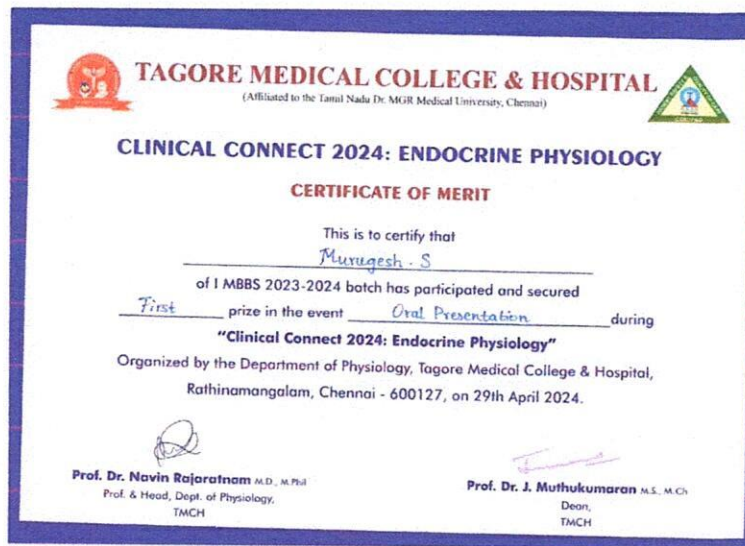 TAGORE MEDICAL COLLEGE & HOSPITAL
(Affiliated to the Tamil Nadu Dr. MGR Medical University, Chennai)
CLINICAL CONNECT 2024: ENDOCRINE PHYSIOLOGY
CERTIFICATE OF MERIT
This is to certify that
Murugesh - S
of I MBBS 2023-2024 batch has participated and secured
First prize in the event Oral Presentation during
"Clinical Connect 2024: Endocrine Physiology"
Organized by the Department of Physiology, Tagore Medical College & Hospital,
Rathinamangalam, Chennai - 600127, on 29th April 2024.
Prof. Dr. Navin Rajaratnam M.D., M.Phil
Prof. & Head, Dept. of Physiology,
TMCH
Prof. Dr. J. Muthukumaran M.S., M.Ch
Dean,
TMCH